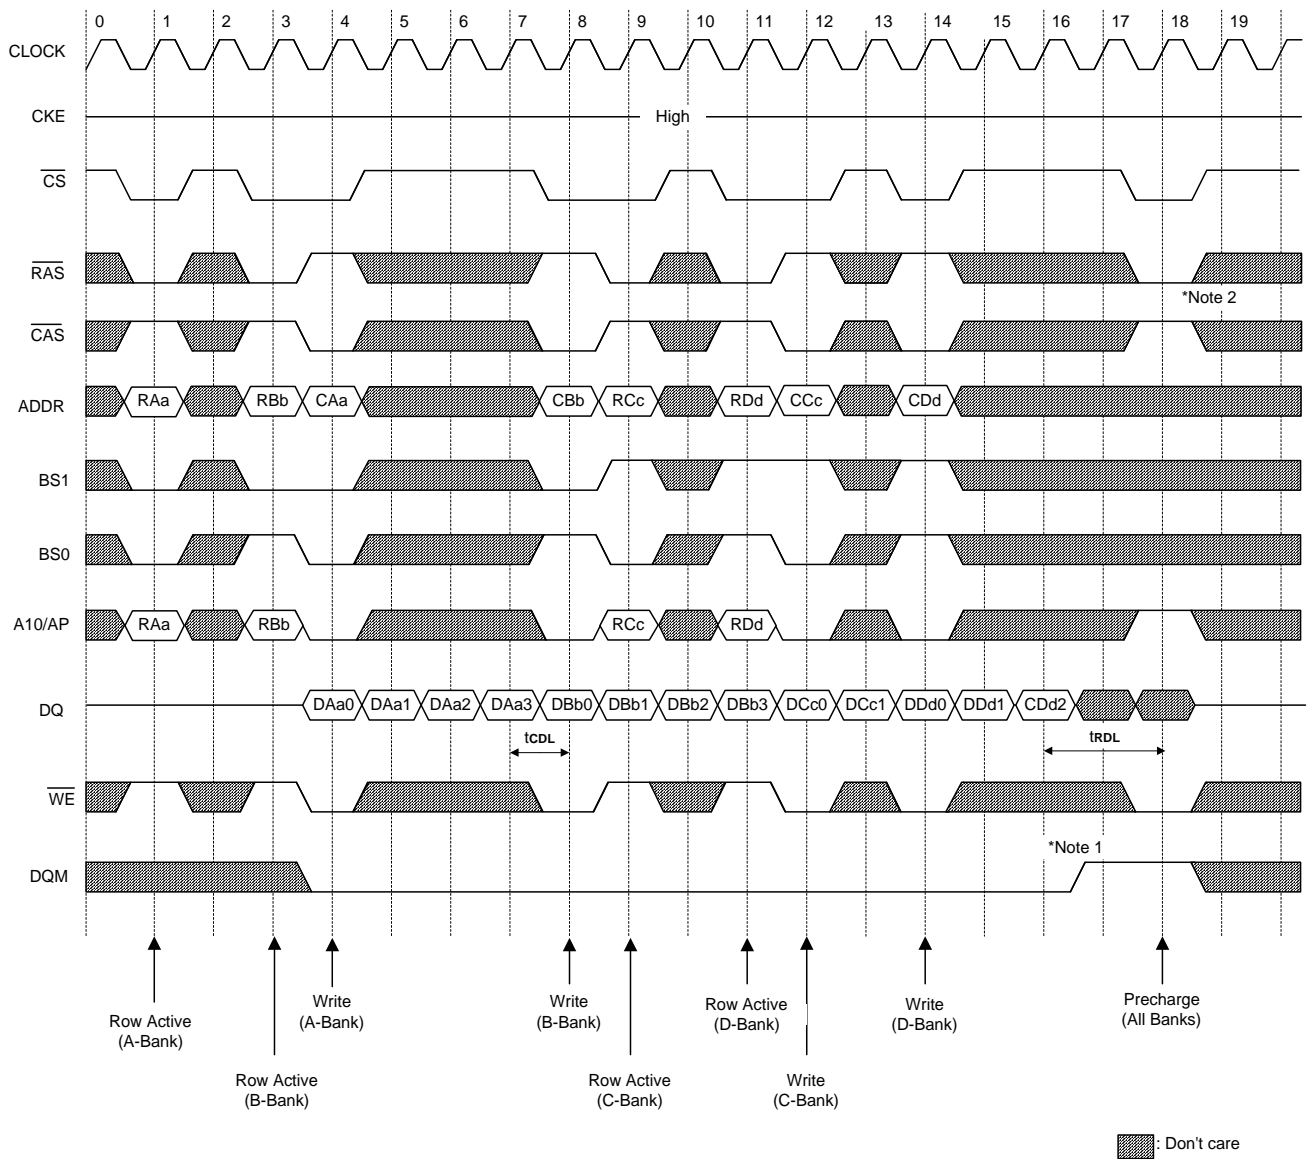 0 1 2 3 4 5 6 7 8 9 10 11 12 13 14 15 16 17 18 19
CLOCK
CKE High
CS
RAS
*Note 2
CAS
ADDR RAa RBb CAa CBb RCc RDd CCc CDd
BS1
BS0
A10/AP RAa RBb RCc RDd
DQ DAa0 DAa1 DAa2 DAa3 DBb0 DBb1 DBb2 DBb3 DCc0 DCc1 DDd0 DDd1 CDd2
tCDL tRDL
WE
*Note 1
DQM
Row Active
(A-Bank)
Row Active
(B-Bank)
Write
(A-Bank)
Write
(B-Bank)
Row Active
(C-Bank)
Row Active
(D-Bank)
Write
(C-Bank)
Write
(D-Bank)
Precharge
(All Banks)
: Don't care